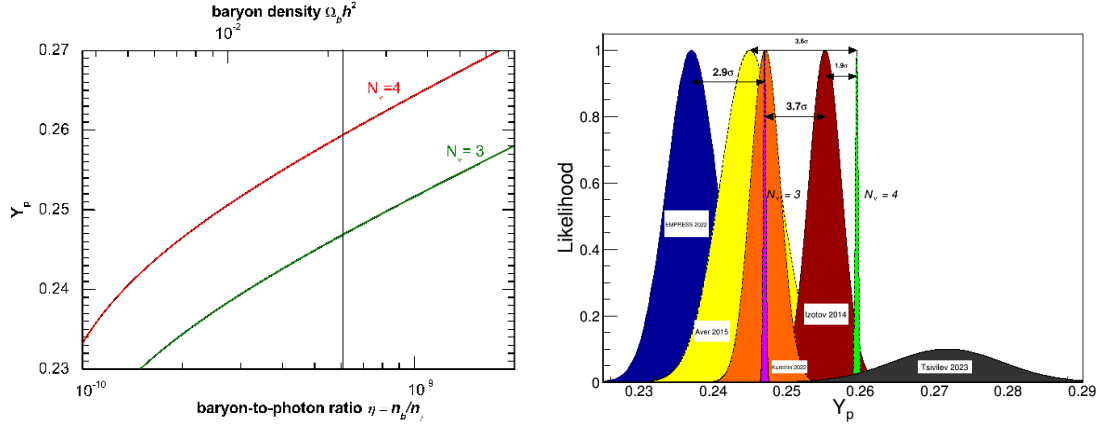 baryon density Ω_b h²
10⁻²
0.27
0.26
0.25
0.24
0.23
Y_p
N_ν=4
N_ν= 3
10⁻¹⁰
10⁻⁹
baryon-to-photon ratio η − n_b/n_γ
1
0.8
0.6
0.4
0.2
0
Likelihood
3.6σ
2.9σ
1.9σ
3.7σ
N_ν = 3
N_ν = 4
EMPRESS 2022
Aver 2015
Izotov 2014
Kurichin 2022
Tsivilev 2023
0.23
0.24
0.25
0.26
0.27
0.28
0.29
Y_p